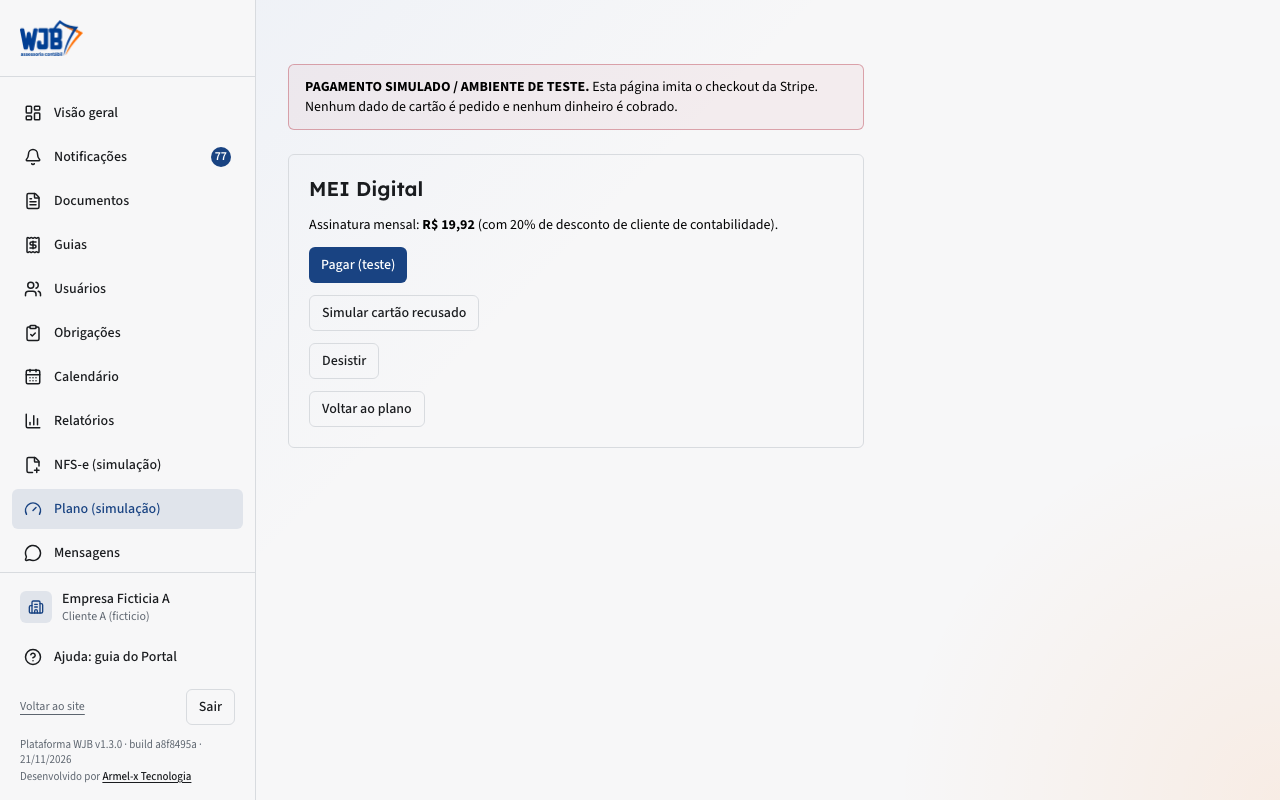 WJB
assessoria contábil
Visão geral
Notificações 77
Documentos
Guias
Usuários
Obrigações
Calendário
Relatórios
NFS-e (simulação)
Plano (simulação)
Mensagens
Empresa Ficticia A
Cliente A (ficticio)
Ajuda: guia do Portal
Voltar ao site
Sair
Plataforma WJB v1.3.0 · build a8f8495a ·
21/11/2026
Desenvolvido por Armel-x Tecnologia
PAGAMENTO SIMULADO / AMBIENTE DE TESTE. Esta página imita o checkout da Stripe.
Nenhum dado de cartão é pedido e nenhum dinheiro é cobrado.
MEI Digital
Assinatura mensal: R$ 19,92 (com 20% de desconto de cliente de contabilidade).
Pagar (teste)
Simular cartão recusado
Desistir
Voltar ao plano